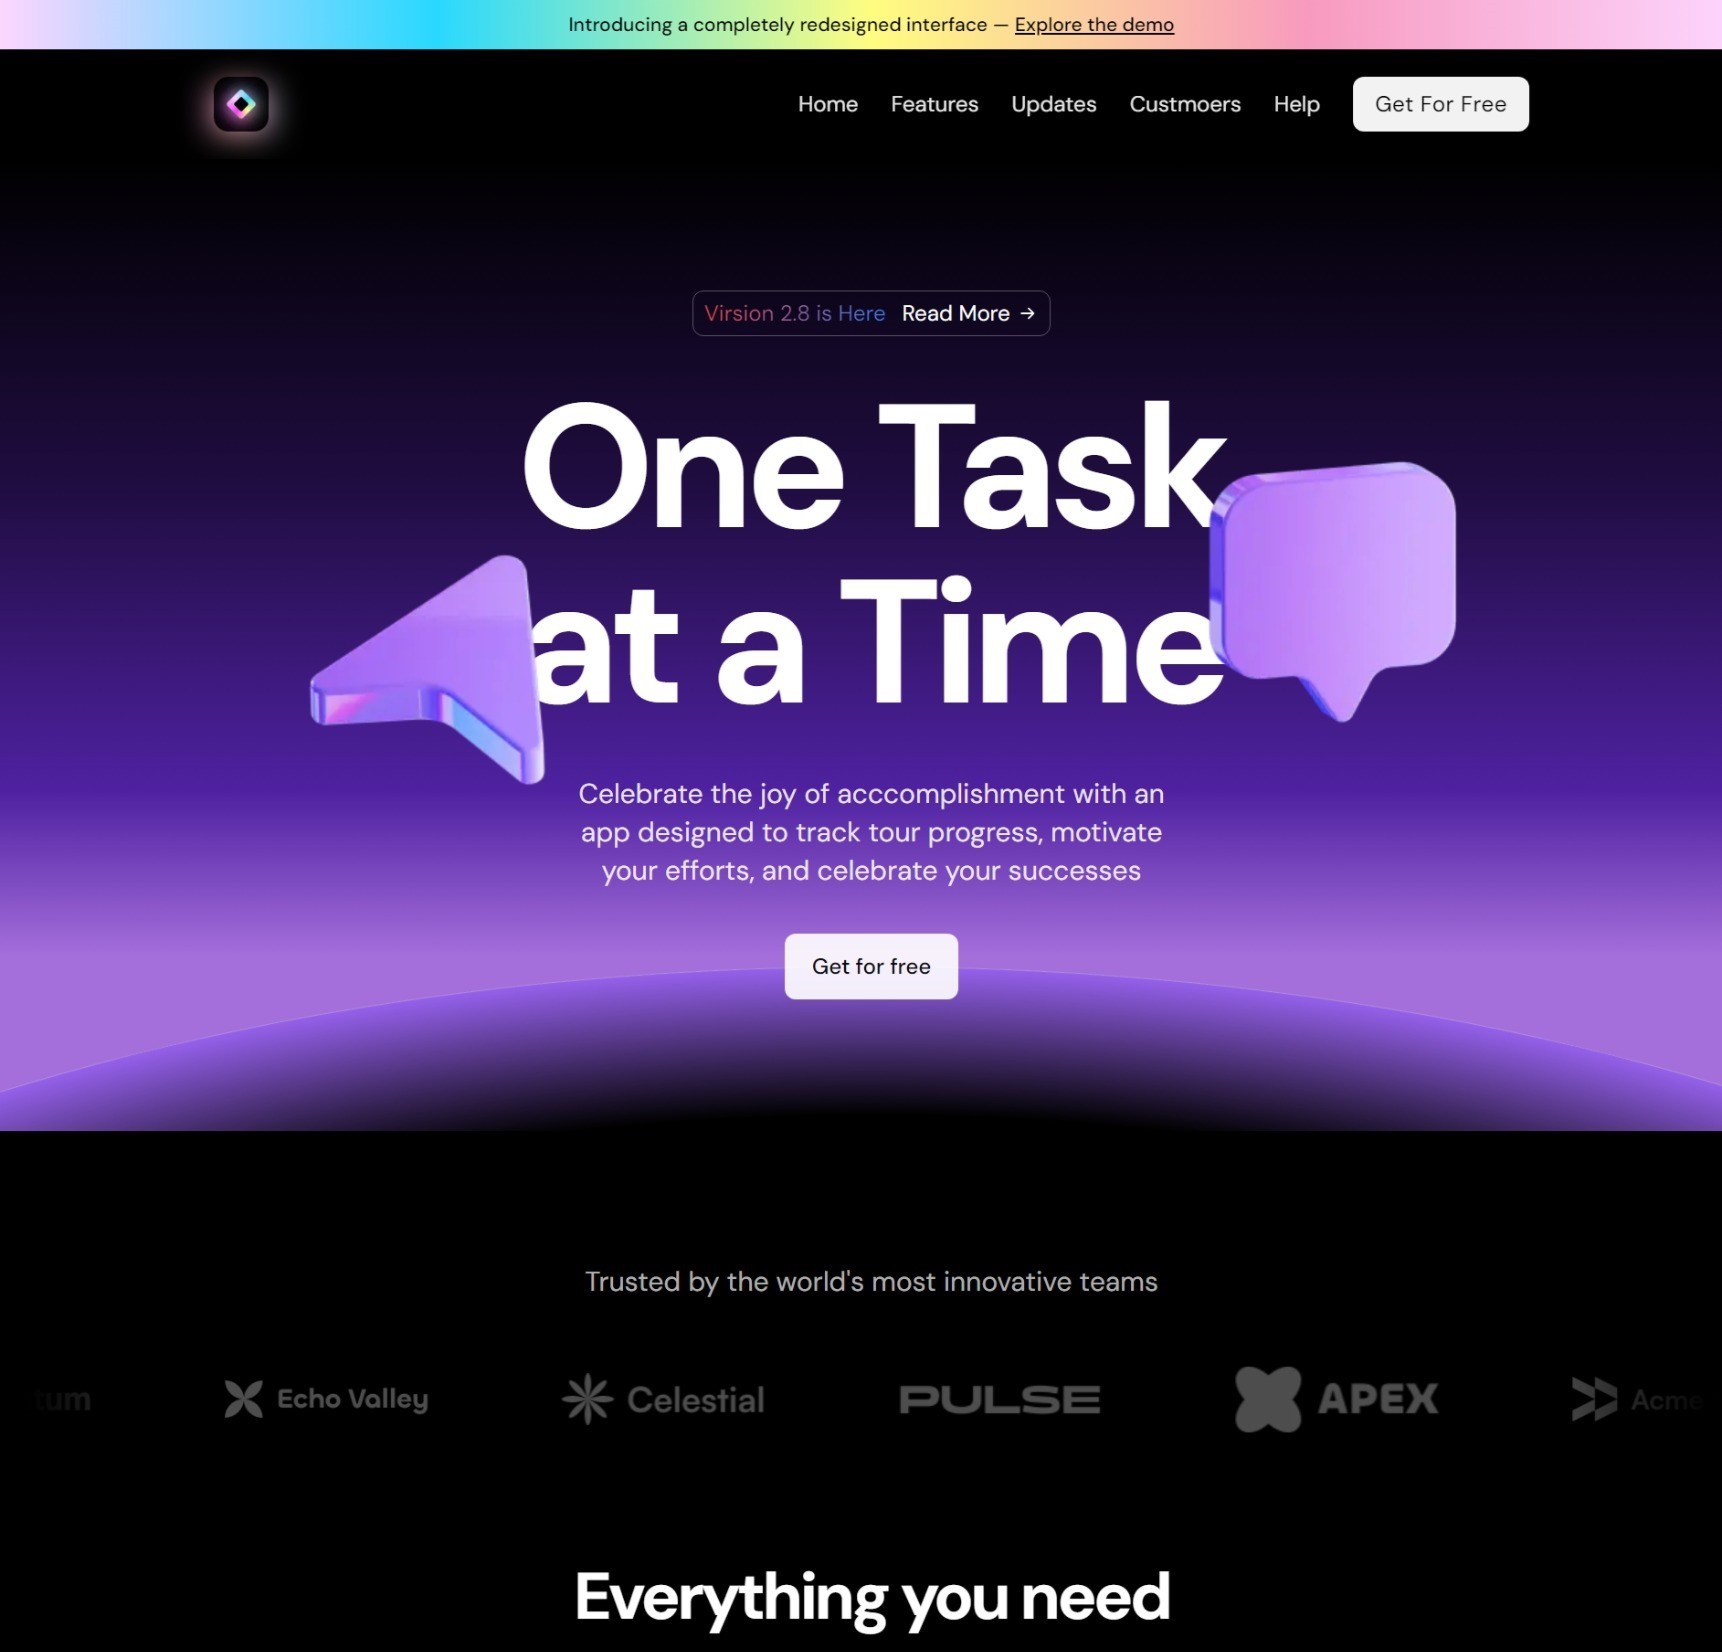 Introducing a completely redesigned interface — Explore the demo
Home Features Updates Custmoers Help Get For Free
Virsion 2.8 is Here Read More →
One Task
at a Time
Celebrate the joy of acccomplishment with an
app designed to track tour progress, motivate
your efforts, and celebrate your successes
Get for free
Trusted by the world's most innovative teams
tum Echo Valley Celestial PULSE APEX Acme
Everything you need